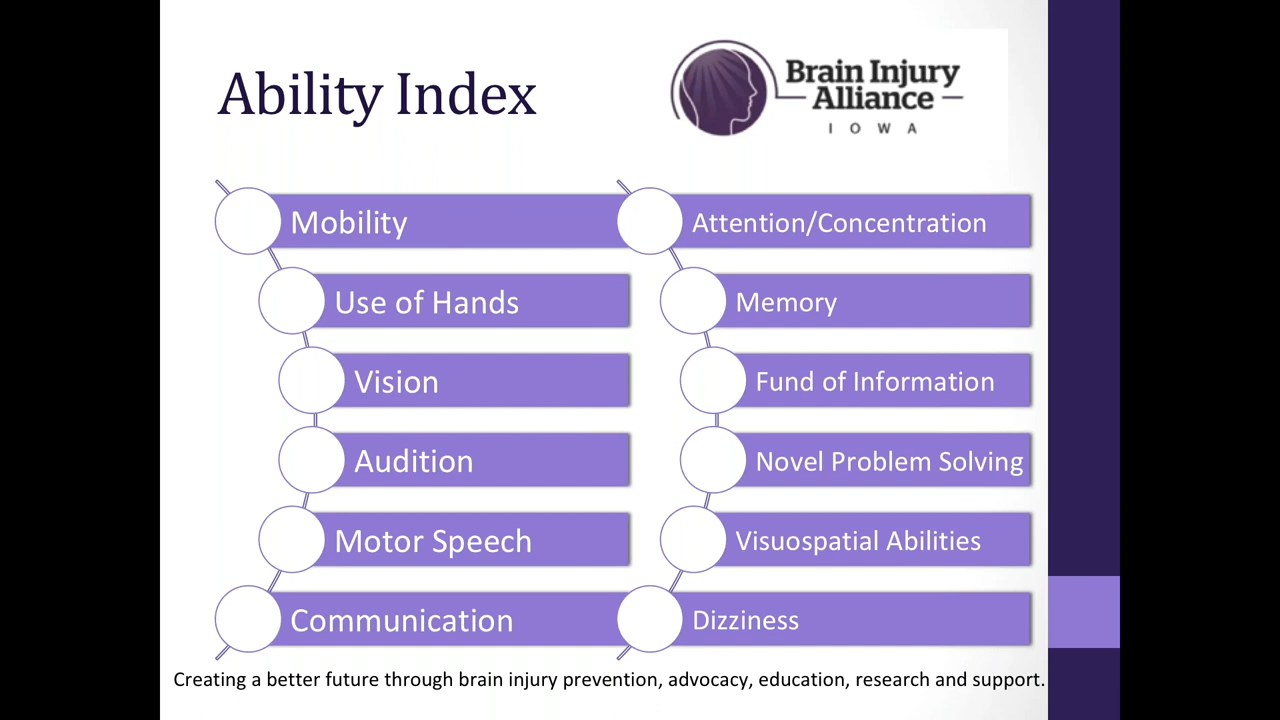 Ability Index
Brain Injury
Alliance
IOWA
Mobility
Use of Hands
Vision
Audition
Motor Speech
Communication
Attention/Concentration
Memory
Fund of Information
Novel Problem Solving
Visuospatial Abilities
Dizziness
Creating a better future through brain injury prevention, advocacy, education, research and support.